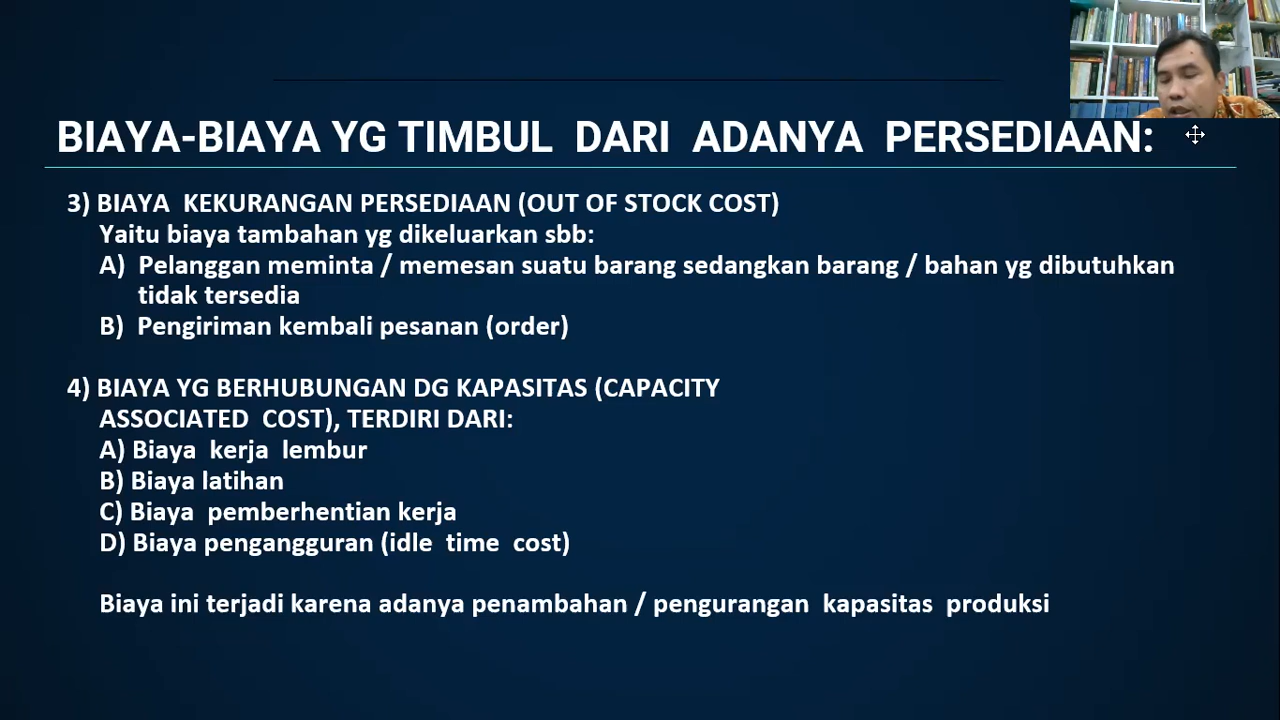 BIAYA-BIAYA YG TIMBUL DARI ADANYA PERSEDIAAN:
3) BIAYA KEKURANGAN PERSEDIAAN (OUT OF STOCK COST)
Yaitu biaya tambahan yg dikeluarkan sbb:
A) Pelanggan meminta / memesan suatu barang sedangkan barang / bahan yg dibutuhkan
tidak tersedia
B) Pengiriman kembali pesanan (order)
4) BIAYA YG BERHUBUNGAN DG KAPASITAS (CAPACITY
ASSOCIATED COST), TERDIRI DARI:
A) Biaya kerja lembur
B) Biaya latihan
C) Biaya pemberhentian kerja
D) Biaya pengangguran (idle time cost)
Biaya ini terjadi karena adanya penambahan / pengurangan kapasitas produksi